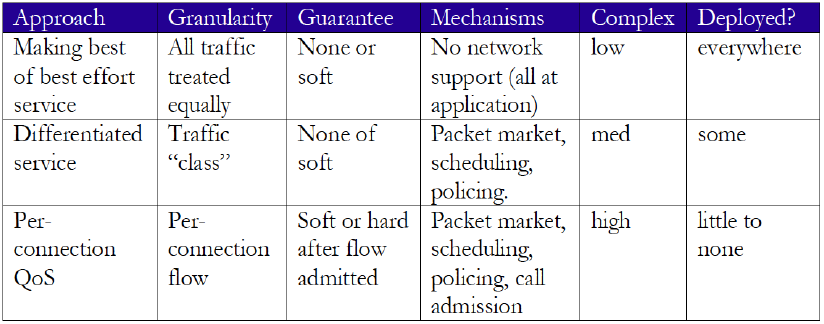 Approach Granularity Guarantee Mechanisms Complex Deployed?
Making best All traffic None or No network low everywhere
of best effort treated soft support (all at
service equally application)
Differentiated Traffic None of Packet market, med some
service “class” soft scheduling,
policing.
Per- Per- Soft or hard Packet market, high little to
connection connection after flow scheduling, none
QoS flow admitted policing, call
admission